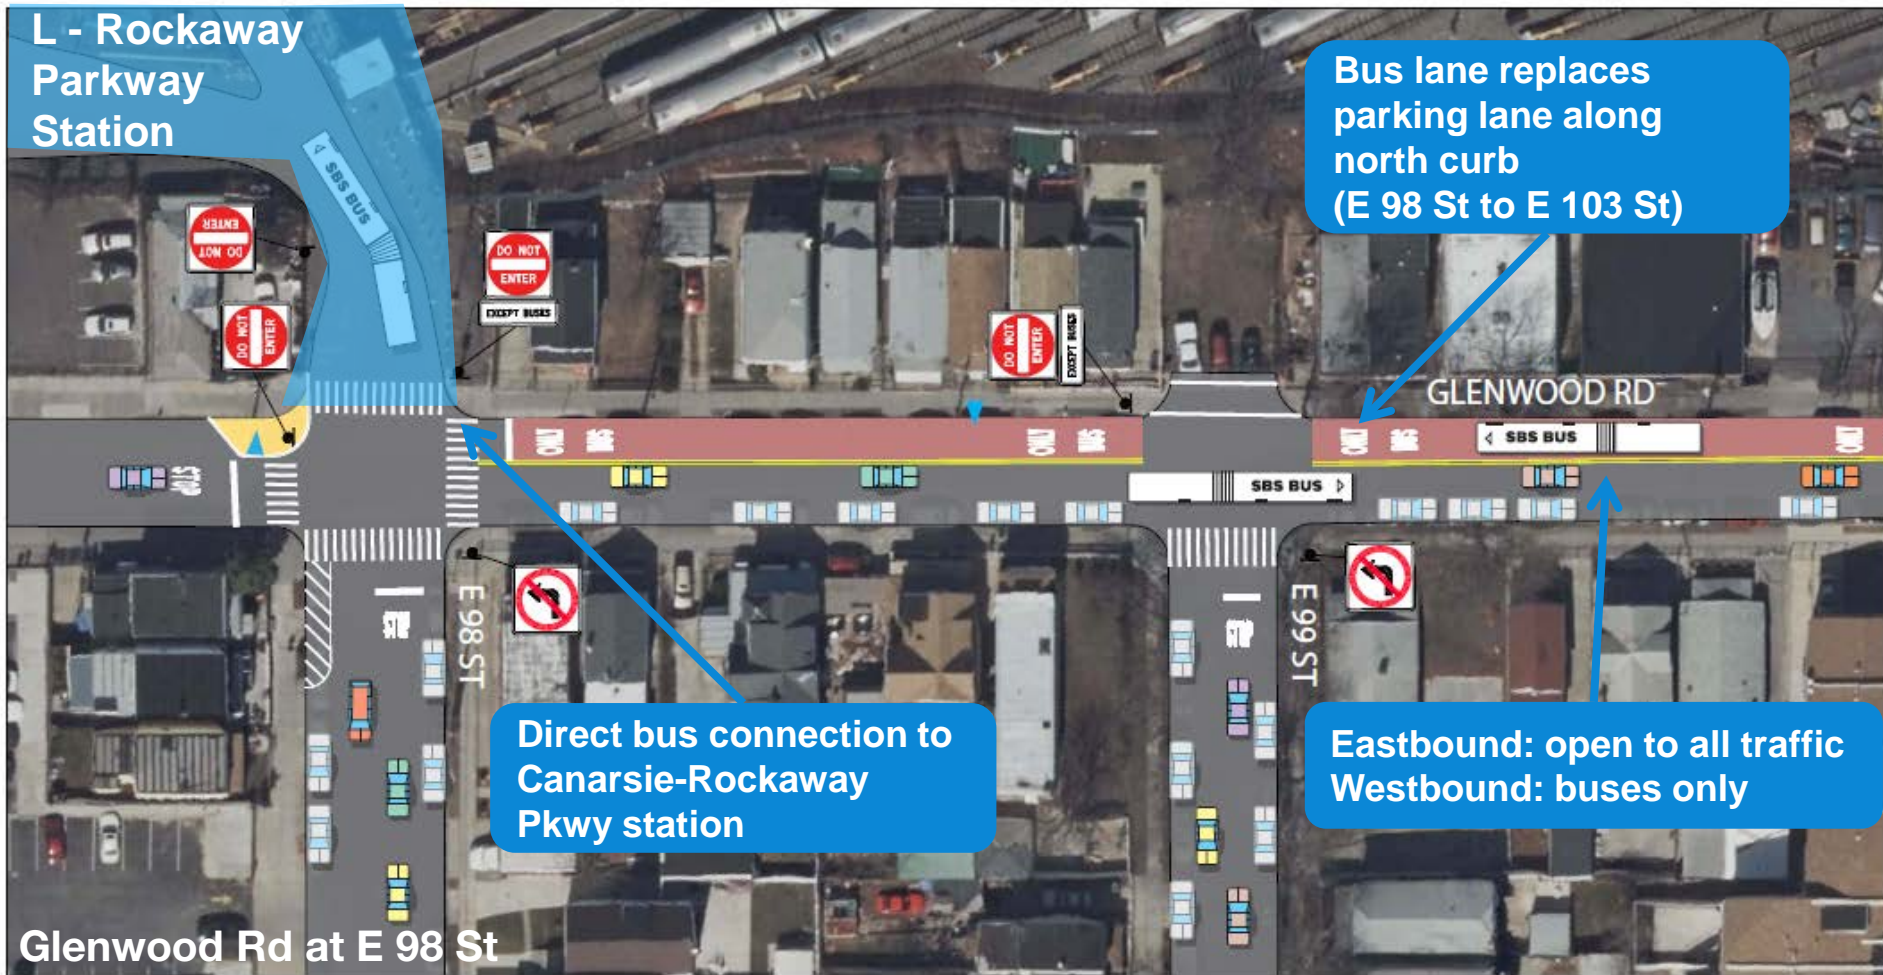 L - Rockaway
Parkway
Station
Bus lane replaces
parking lane along
north curb
(E 98 St to E 103 St)
SBS BUS
DO NOT
ENTER
DO NOT
ENTER
EXCEPT BUSES
DO NOT
ENTER
DO NOT
ENTER
EXCEPT BUSES
GLENWOOD RD
STOP
ONLY
BUS
ONLY
BUS
ONLY
BUS
SBS BUS
ONLY
SBS BUS
E 98 ST
E 99 ST
Direct bus connection to
Canarsie-Rockaway
Pkwy station
Eastbound: open to all traffic
Westbound: buses only
Glenwood Rd at E 98 St